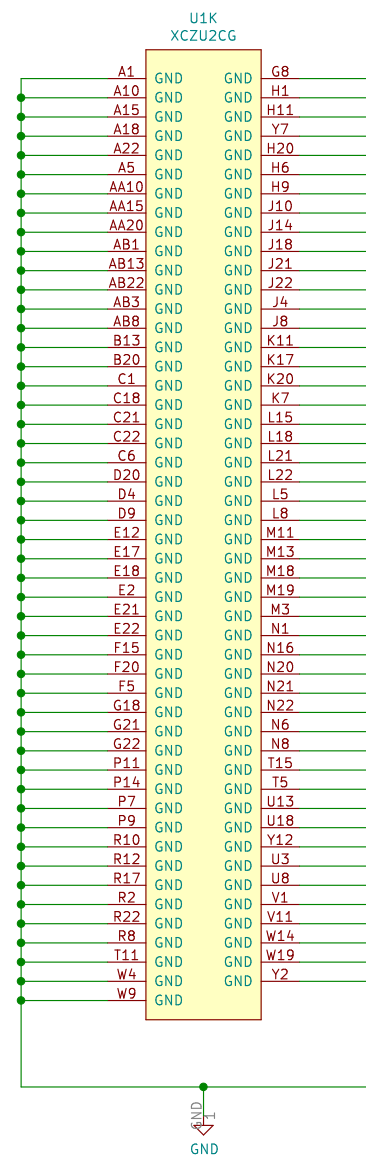 U1K
XCZU2CG
A1 GND GND G8
A10 GND GND H1
A15 GND GND H11
A18 GND GND Y7
A22 GND GND H20
A5 GND GND H6
AA10 GND GND H9
AA15 GND GND J10
AA20 GND GND J14
AB1 GND GND J18
AB13 GND GND J21
AB22 GND GND J22
AB3 GND GND J4
AB8 GND GND J8
B13 GND GND K11
B20 GND GND K17
C1 GND GND K20
C18 GND GND K7
C21 GND GND L15
C22 GND GND L18
C6 GND GND L21
D20 GND GND L22
D4 GND GND L5
D9 GND GND L8
E12 GND GND M11
E17 GND GND M13
E18 GND GND M18
E2 GND GND M19
E21 GND GND M3
E22 GND GND N1
F15 GND GND N16
F20 GND GND N20
F5 GND GND N21
G18 GND GND N22
G21 GND GND N6
G22 GND GND N8
P11 GND GND T15
P14 GND GND T5
P7 GND GND U13
P9 GND GND U18
R10 GND GND Y12
R12 GND GND U3
R17 GND GND U8
R2 GND GND V1
R22 GND GND V11
R8 GND GND W14
T11 GND GND W19
W4 GND GND Y2
W9 GND
GND 1
GND